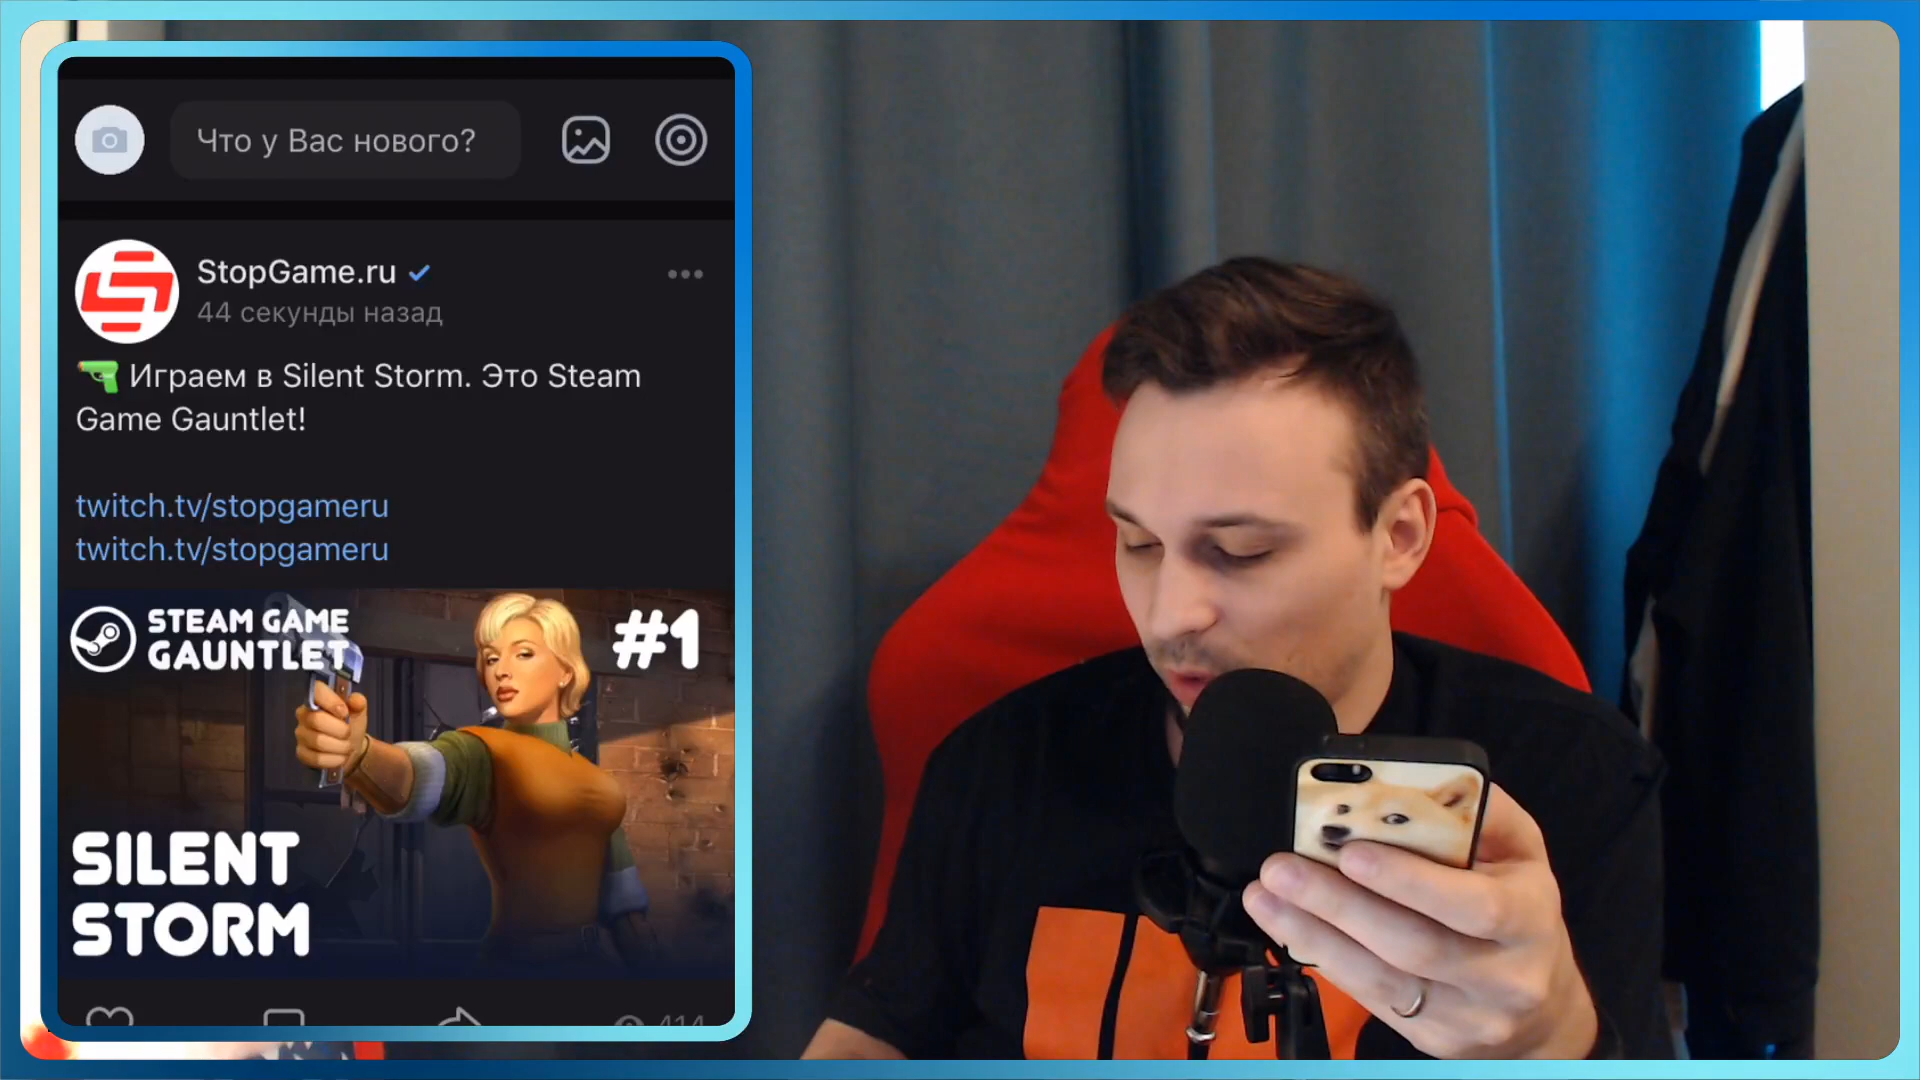 Что у Вас нового?
StopGame.ru
44 секунды назад
Играем в Silent Storm. Это Steam
Game Gauntlet!
twitch.tv/stopgameru
twitch.tv/stopgameru
STEAM GAME
GAUNTLET
#1
SILENT
STORM